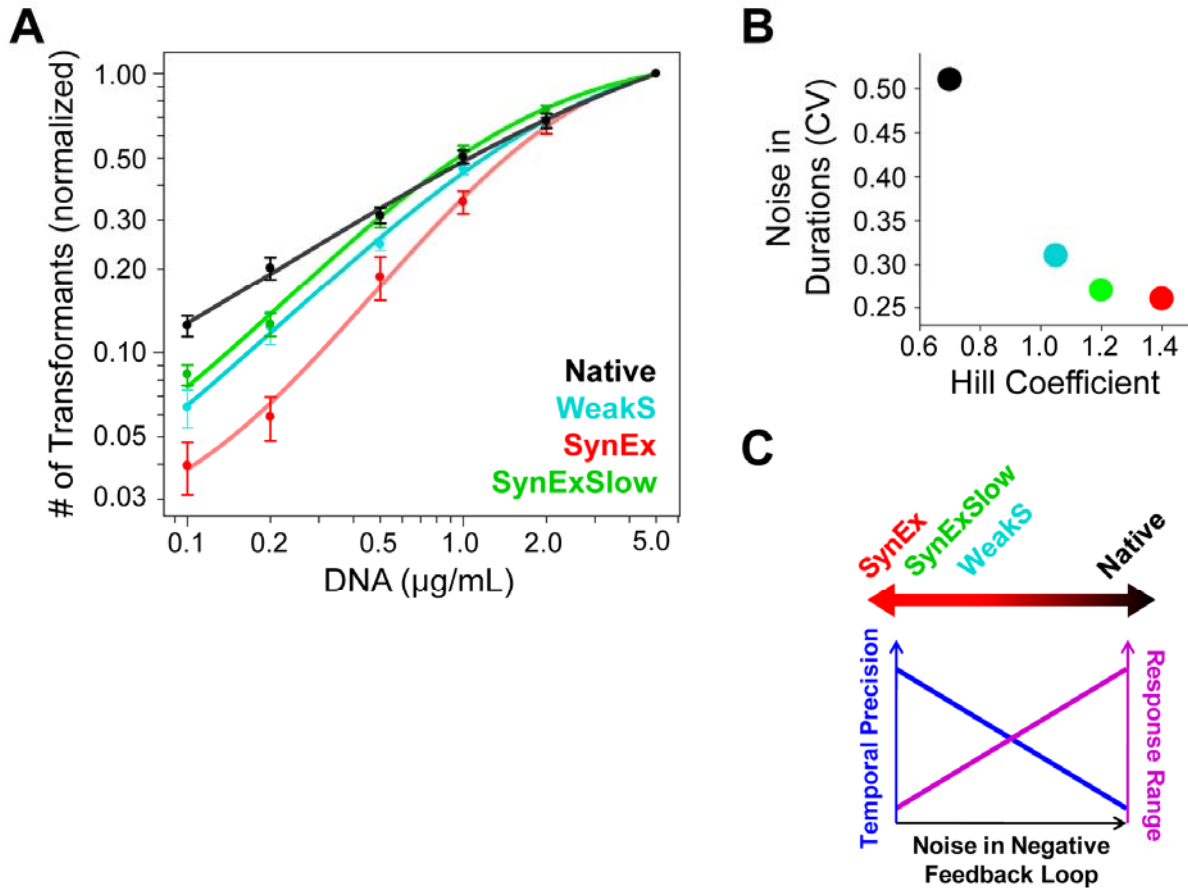 A
# of Transformants (normalized)
1.00
0.50
0.30
0.20
0.10
0.05
0.03
0.1
0.2
0.5
1.0
2.0
5.0
DNA (µg/mL)
Native
WeakS
SynEx
SynExSlow
B
Noise in
Durations (CV)
0.50
0.45
0.40
0.35
0.30
0.25
0.6
0.8
1.0
1.2
1.4
Hill Coefficient
C
SynEx
SynExSlow
WeakS
Native
Temporal Precision
Response Range
Noise in Negative
Feedback Loop